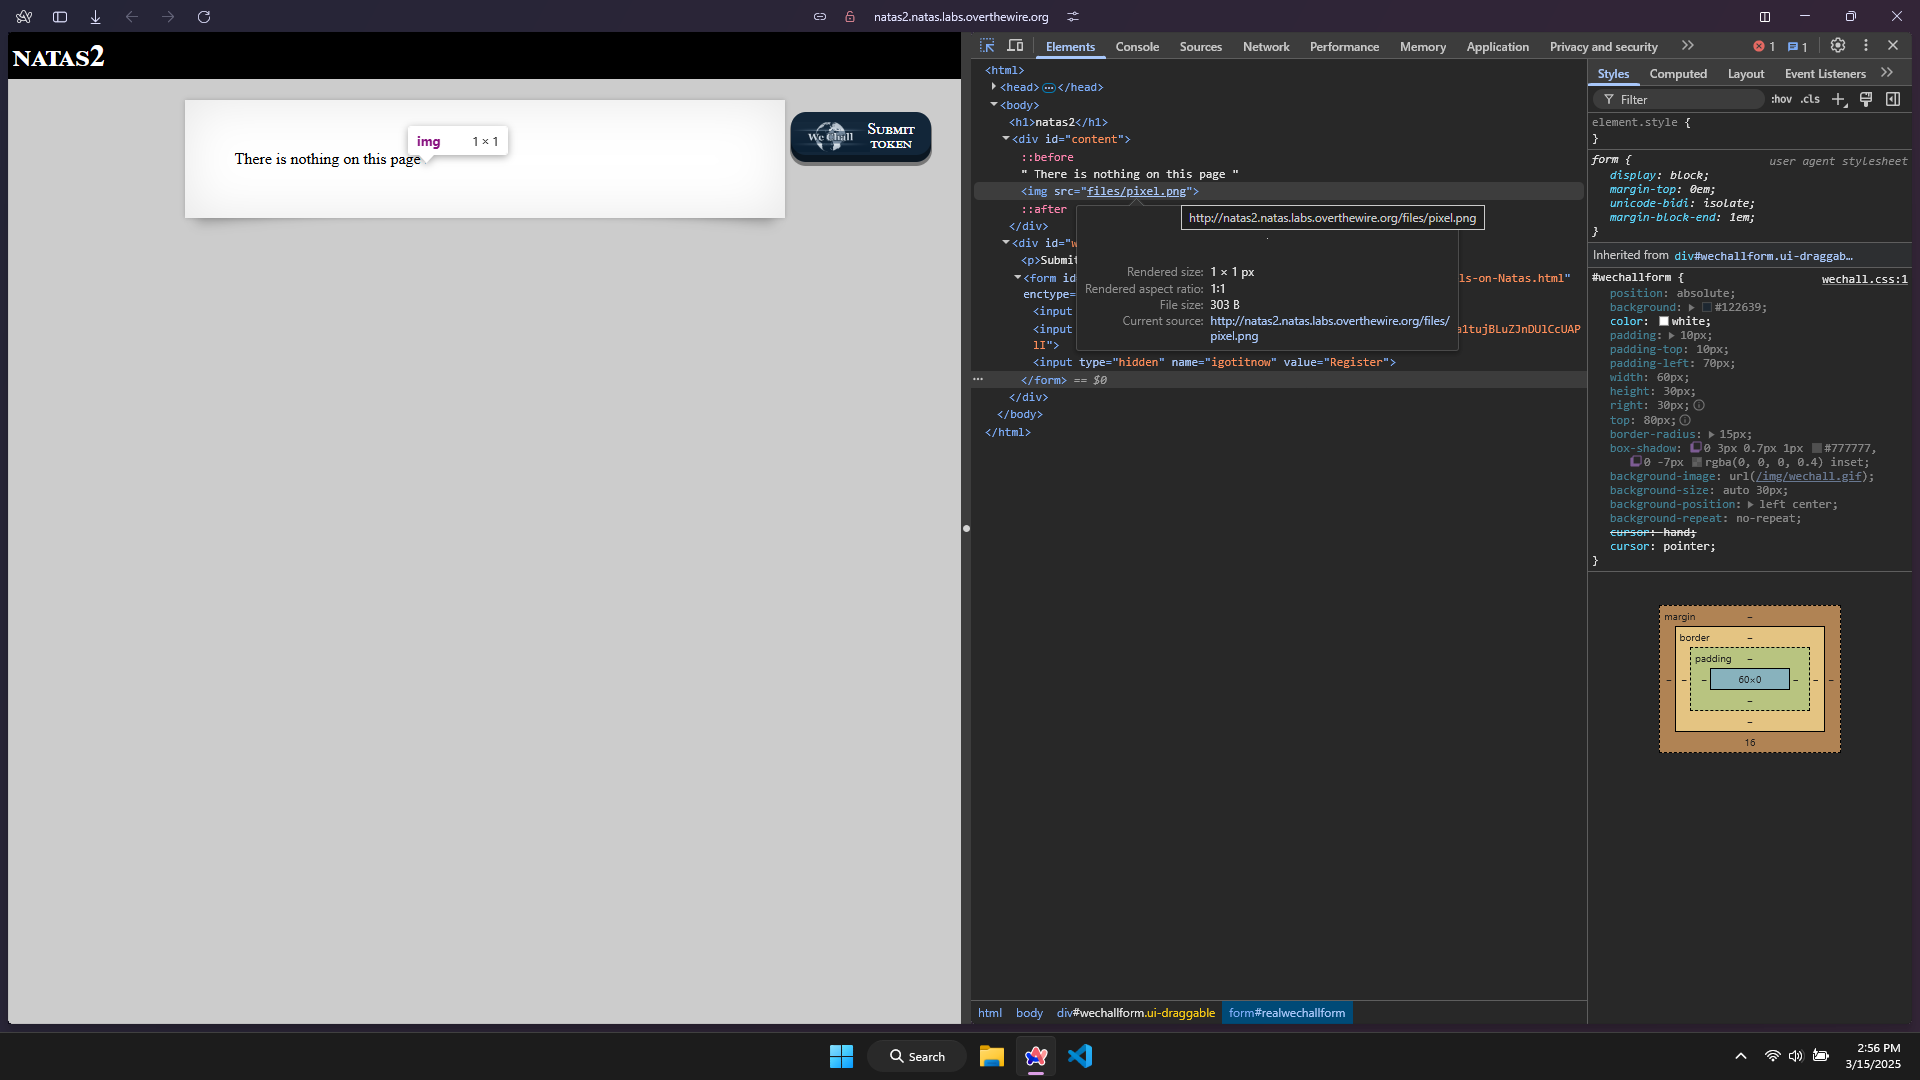 natas2.natas.labs.overthewire.org
NATAS2
There is nothing on this page
img 1 × 1
We Chall
SUBMIT
TOKEN
Elements Console Sources Network Performance Memory Application Privacy and security 1 1
<html>
<head> </head>
<body>
<h1>natas2</h1>
<div id="content">
::before
" There is nothing on this page "
<img src="files/pixel.png">
http://natas2.natas.labs.overthewire.org/files/pixel.png
::after
</div>
<div id="w
<p>Submit
<form id ls-on-Natas.html"
enctype=
<input
<input a1tujBLuZJnDUlCcUAP
lI">
<input type="hidden" name="igotitnow" value="Register">
</form> == $0
</div>
</body>
</html>
Rendered size: 1 × 1 px
Rendered aspect ratio: 1:1
File size: 303 B
Current source: http://natas2.natas.labs.overthewire.org/files/
pixel.png
html body div#wechallform.ui-draggable form#realwechallform
Styles Computed Layout Event Listeners
Filter :hov .cls
element.style {
}
form { user agent stylesheet
display: block;
margin-top: 0em;
unicode-bidi: isolate;
margin-block-end: 1em;
}
Inherited from div#wechallform.ui-draggab…
#wechallform { wechall.css:1
position: absolute;
background: #122639;
color: white;
padding: 10px;
padding-top: 10px;
padding-left: 70px;
width: 60px;
height: 30px;
right: 30px;
top: 80px;
border-radius: 15px;
box-shadow: 0 3px 0.7px 1px #777777,
0 -7px rgba(0, 0, 0, 0.4) inset;
background-image: url(/img/wechall.gif);
background-size: auto 30px;
background-position: left center;
background-repeat: no-repeat;
cursor: hand;
cursor: pointer;
}
margin –
border –
padding –
– – – 60×0 – – –
–
–
16
Search
2:56 PM
3/15/2025